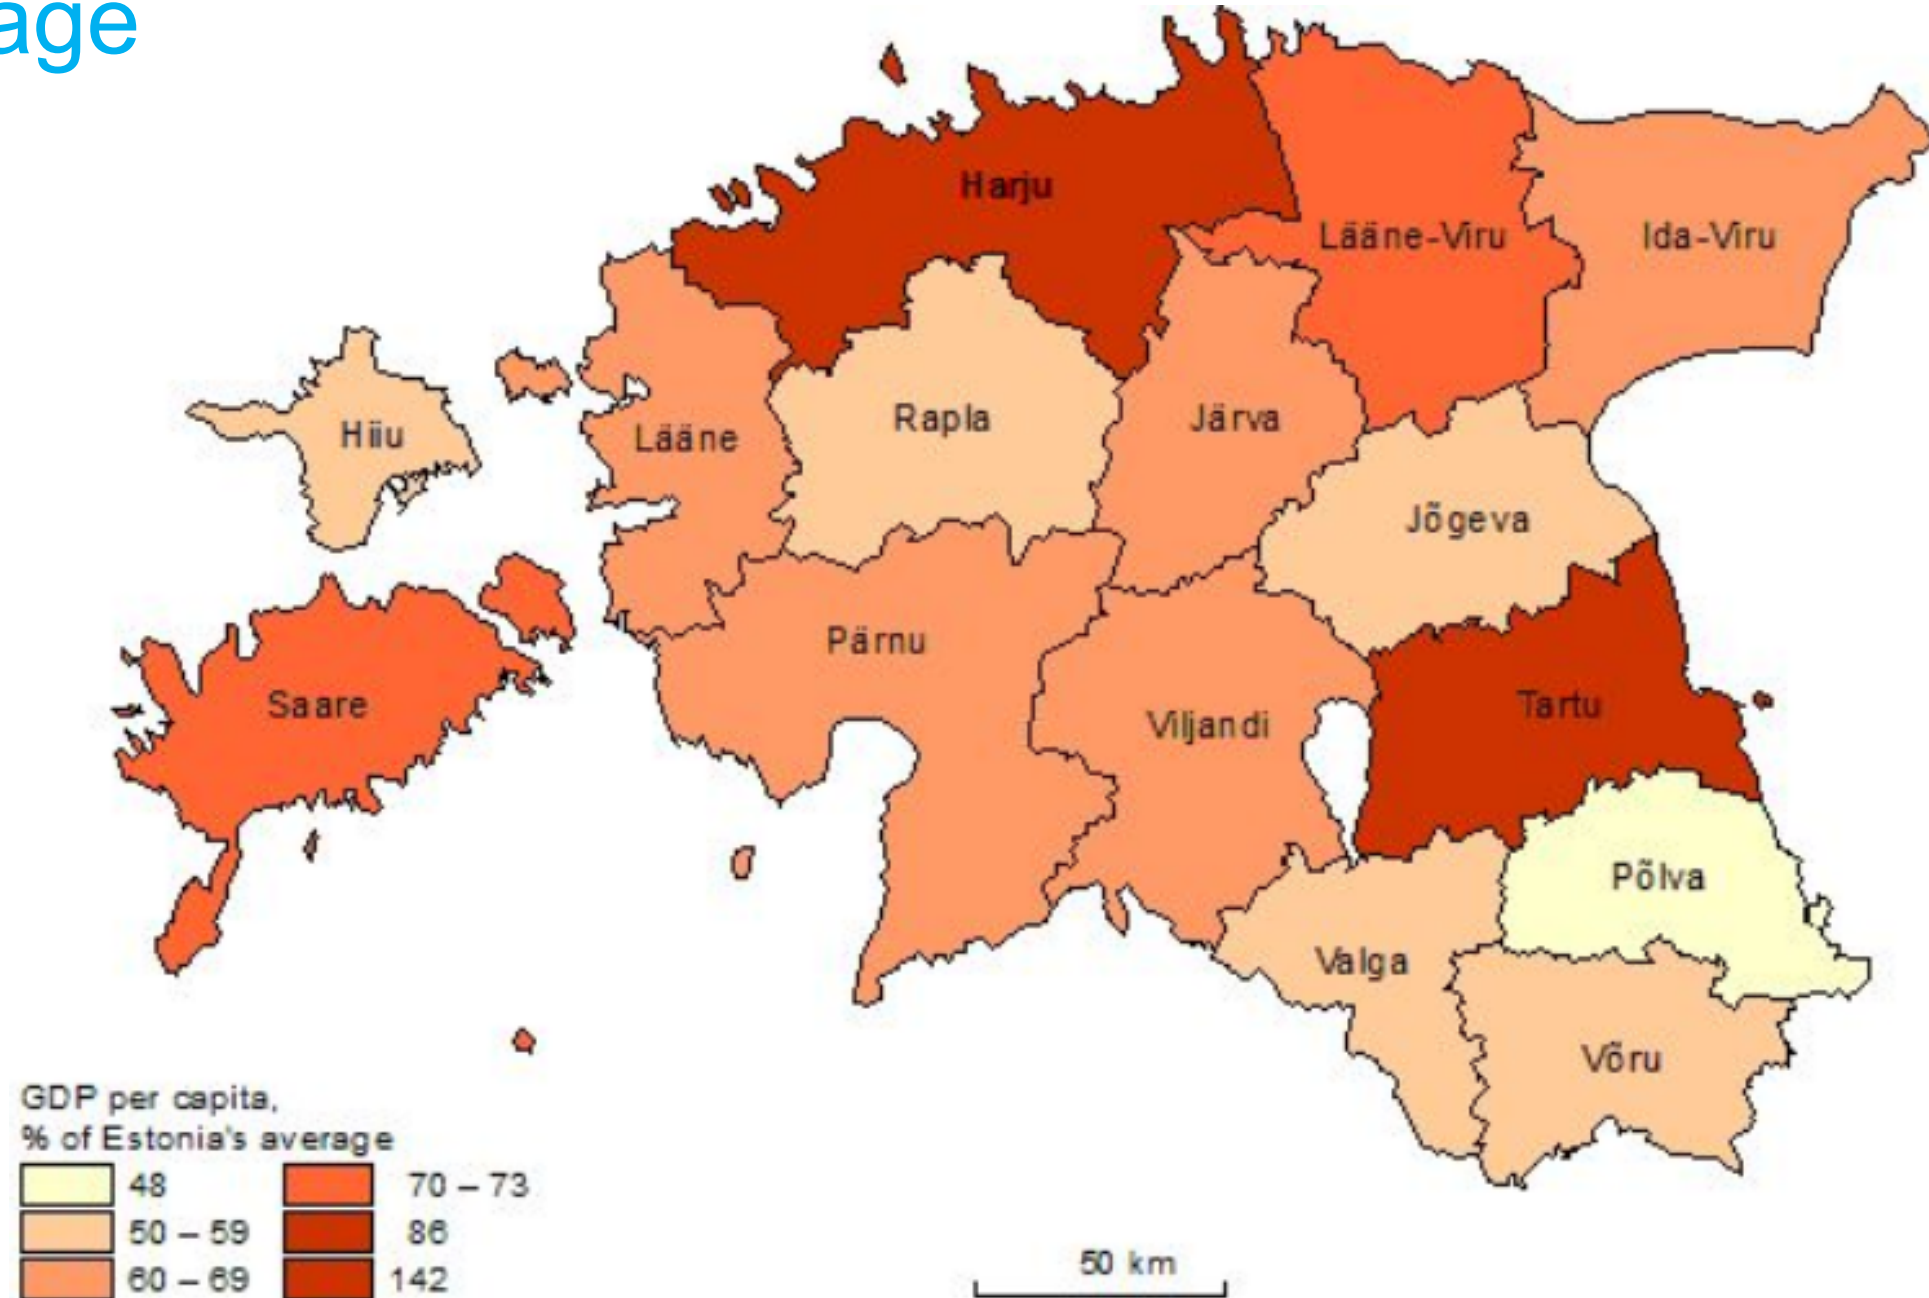 age
Harju
Lääne-Viru
Ida-Viru
Hiiu
Lääne
Rapla
Järva
Jõgeva
Saare
Pärnu
Viljandi
Tartu
Põlva
Valga
Võru
GDP per capita,
% of Estonia's average
48
70 – 73
50 – 59
86
60 – 69
142
50 km